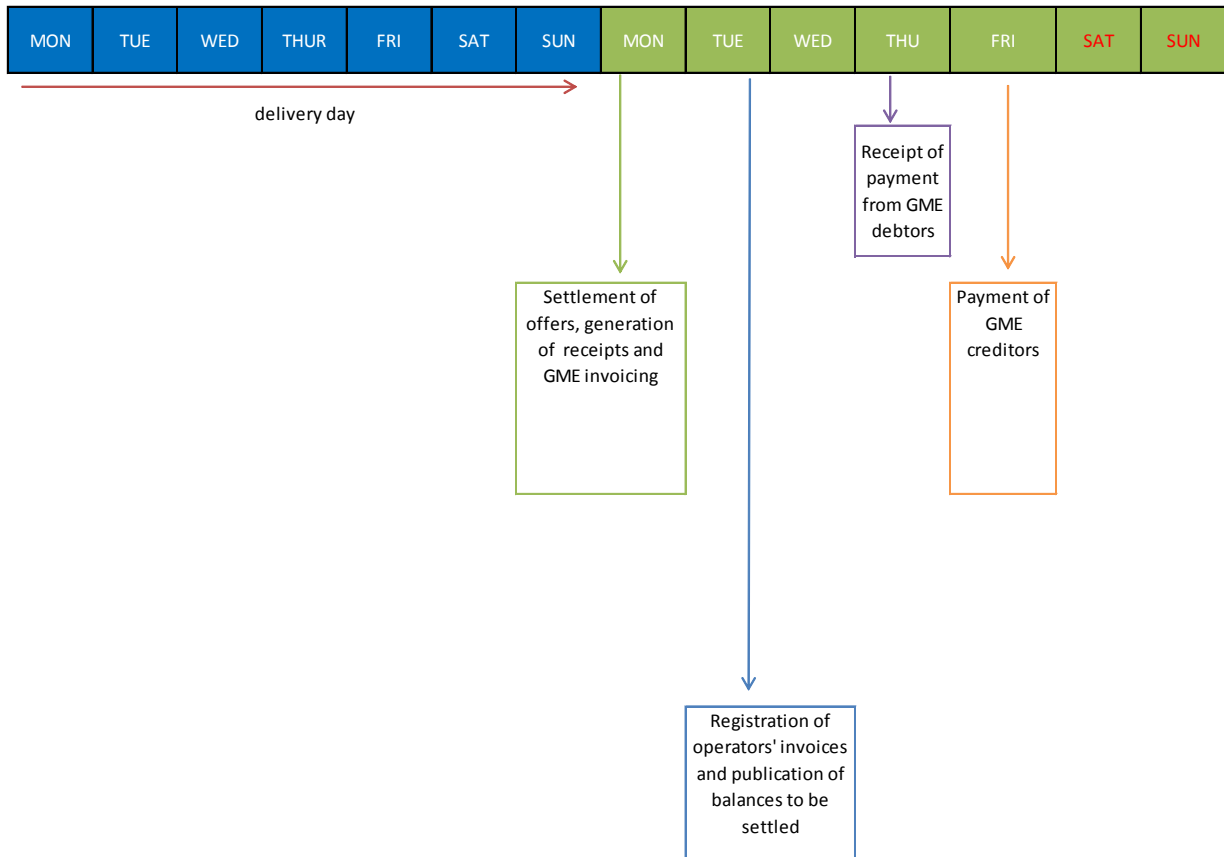 MON TUE WED THUR FRI SAT SUN MON TUE WED THU FRI SAT SUN
delivery day
Receipt of
payment
from GME
debtors
Settlement of
offers, generation
of receipts and
GME invoicing
Payment of
GME
creditors
Registration of
operators' invoices
and publication of
balances to be
settled